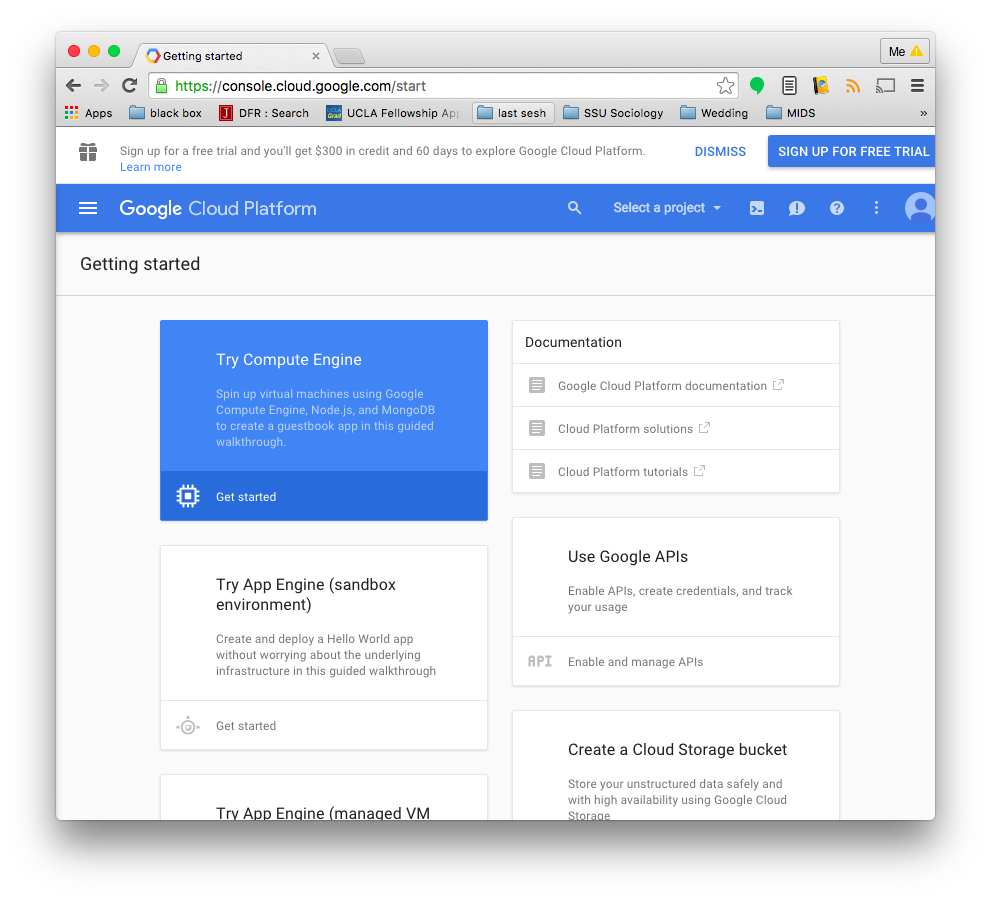 Getting started
Me
https://console.cloud.google.com/start
Apps
black box
DFR : Search
UCLA Fellowship App
last sesh
SSU Sociology
Wedding
MIDS
»
Sign up for a free trial and you'll get $300 in credit and 60 days to explore Google Cloud Platform.
Learn more
DISMISS
SIGN UP FOR FREE TRIAL
Google Cloud Platform
Select a project
Getting started
Try Compute Engine
Spin up virtual machines using Google
Compute Engine, Node.js, and MongoDB
to create a guestbook app in this guided
walkthrough.
Get started
Try App Engine (sandbox
environment)
Create and deploy a Hello World app
without worrying about the underlying
infrastructure in this guided walkthrough
Get started
Try App Engine (managed VM
Documentation
Google Cloud Platform documentation
Cloud Platform solutions
Cloud Platform tutorials
Use Google APIs
Enable APIs, create credentials, and track
your usage
API
Enable and manage APIs
Create a Cloud Storage bucket
Store your unstructured data safely and
with high availability using Google Cloud
Storage